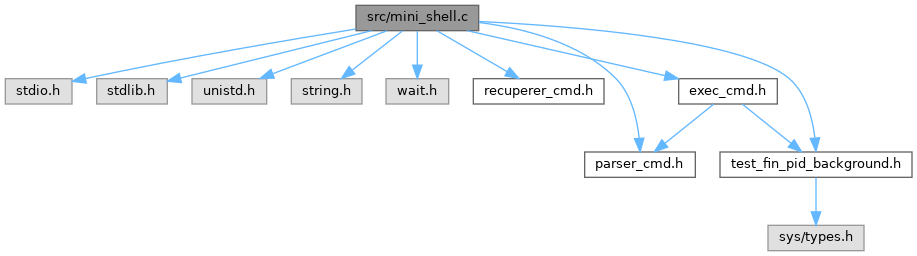 src/mini_shell.c
stdio.h
stdlib.h
unistd.h
string.h
wait.h
recuperer_cmd.h
exec_cmd.h
parser_cmd.h
test_fin_pid_background.h
sys/types.h